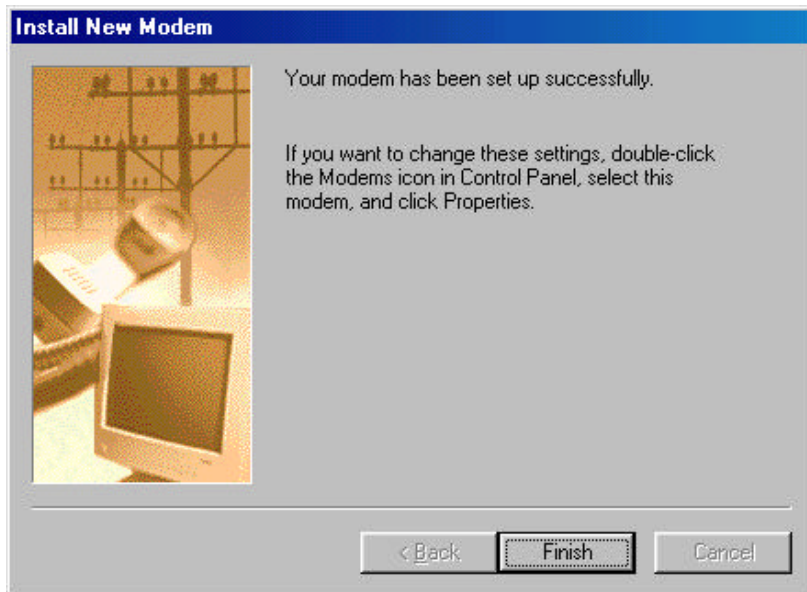 Install New Modem
Your modem has been set up successfully.
If you want to change these settings, double-click
the Modems icon in Control Panel, select this
modem, and click Properties.
< Back
Finish
Cancel